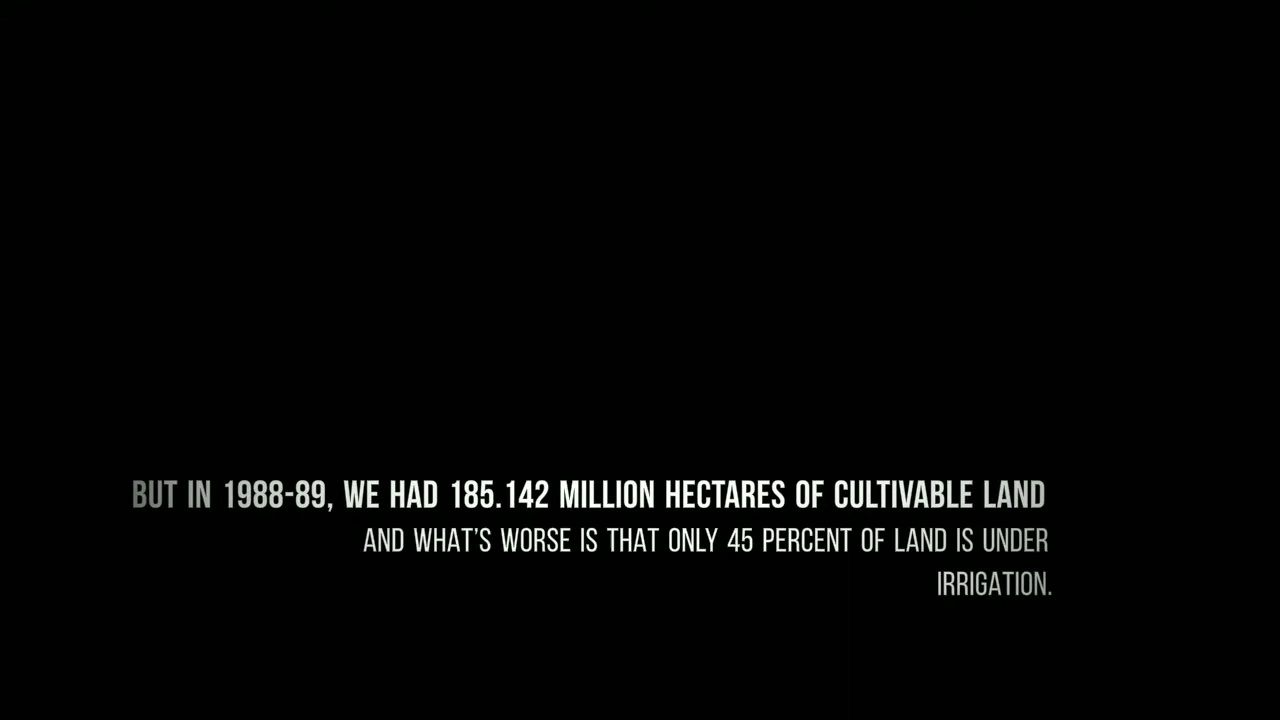 BUT IN 1988-89, WE HAD 185.142 MILLION HECTARES OF CULTIVABLE LAND
AND WHAT'S WORSE IS THAT ONLY 45 PERCENT OF LAND IS UNDER
IRRIGATION.